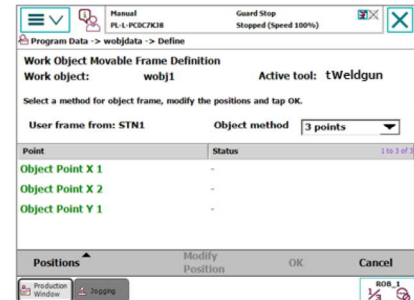 Manual
PL-L-PC0C7KJ8
Guard Stop
Stopped (Speed 100%)
Program Data -> wobjdata -> Define
Work Object Movable Frame Definition
Work object: wobj1 Active tool: tWeldgun
Select a method for object frame, modify the positions and tap OK.
User frame from: STN1 Object method 3 points
Point Status 1 to 3 of 3
Object Point X 1 -
Object Point X 2 -
Object Point Y 1 -
Positions Modify Position OK Cancel
Production Window Jogging ROB_1
1/3